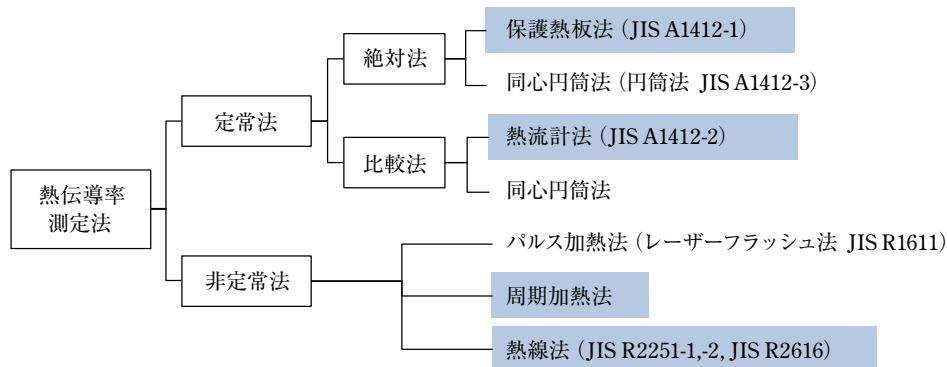 保護熱板法（JIS A1412-1）
絶対法
同心円筒法（円筒法 JIS A1412-3）
定常法
熱流計法（JIS A1412-2）
比較法
同心円筒法
熱伝導率
測定法
パルス加熱法（レーザーフラッシュ法 JIS R1611）
非定常法
周期加熱法
熱線法（JIS R2251-1,-2, JIS R2616）